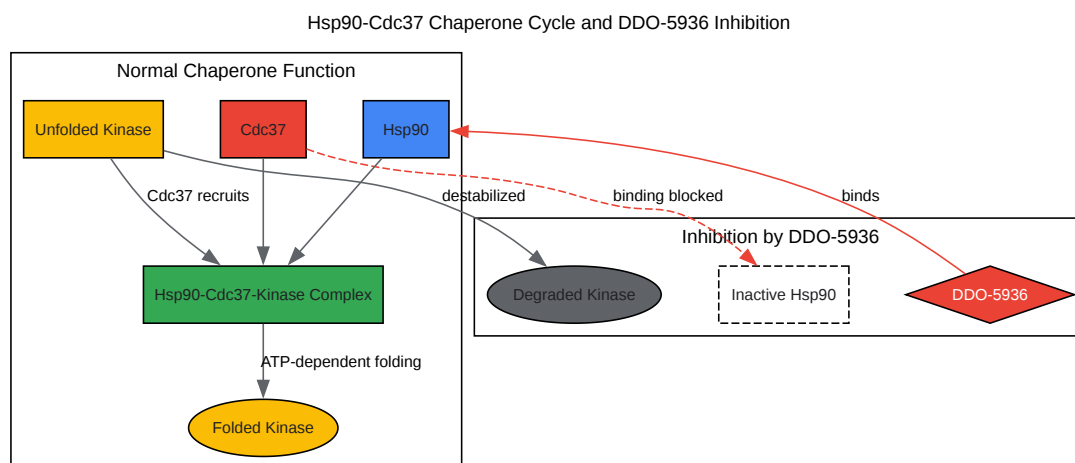 Hsp90-Cdc37 Chaperone Cycle and DDO-5936 Inhibition
Normal Chaperone Function
Unfolded Kinase
Cdc37
Hsp90
Cdc37 recruits
destabilized
binding blocked
binds
Inhibition by DDO-5936
Hsp90-Cdc37-Kinase Complex
Degraded Kinase
Inactive Hsp90
DDO-5936
ATP-dependent folding
Folded Kinase